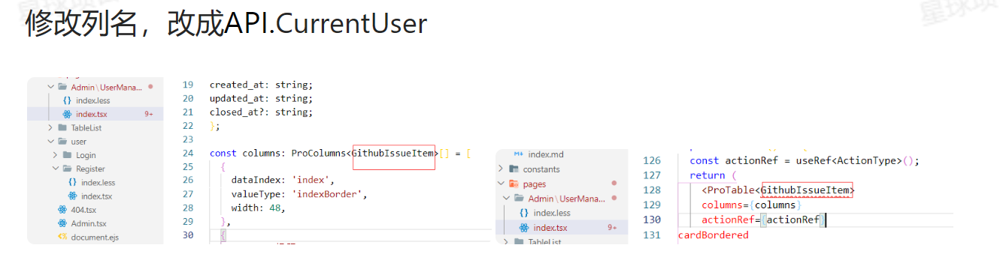 修改列名，改成API.CurrentUser
Admin\UserMana...
index.less
index.tsx 9+
TableList
user
Login
Register
index.less
index.tsx
404.tsx
Admin.tsx
document.ejs
19 created_at: string;
20 updated_at: string;
21 closed_at?: string;
22 };
23
24 const columns: ProColumns<GithubIssueItem>[] = [
25 {
26 dataIndex: 'index',
27 valueType: 'indexBorder',
28 width: 48,
29 },
30 {
index.md
constants
pages
Admin\UserMana...
index.less
index.tsx 9+
TableList
126 const actionRef = useRef<ActionType>();
127 return (
128 <ProTable<GithubIssueItem>
129 columns={columns}
130 actionRef={actionRef}
131 cardBordered